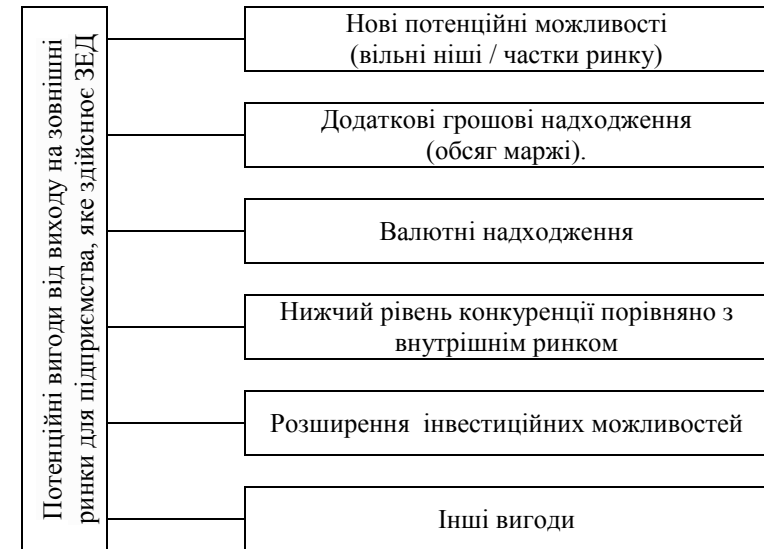 Потенційні вигоди від виходу на зовнішні
ринки для підприємства, яке здійснює ЗЕД
Нові потенційні можливості
(вільні ніші / частки ринку)
Додаткові грошові надходження
(обсяг маржі).
Валютні надходження
Нижчий рівень конкуренції порівняно з
внутрішнім ринком
Розширення інвестиційних можливостей
Інші вигоди